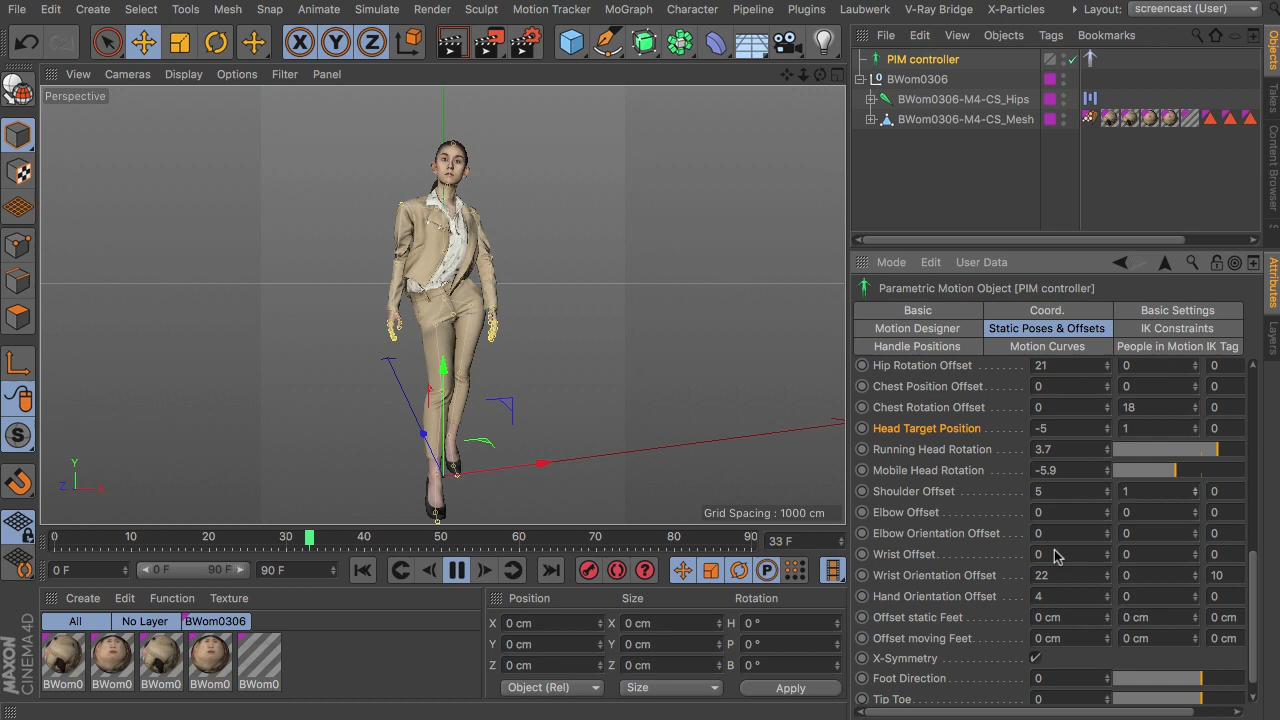 File Edit Create Select Tools Mesh Snap Animate Simulate Render Sculpt Motion Tracker MoGraph Character Pipeline Plugins Laubwerk V-Ray Bridge X-Particles Layout: screencast (User)
File Edit View Objects Tags Bookmarks
PIM controller
BWom0306
BWom0306-M4-CS_Hips
BWom0306-M4-CS_Mesh
Objects
Takes
Content Browser
View Cameras Display Options Filter Panel
Perspective
Y
Z X
Grid Spacing : 1000 cm
Mode Edit User Data
Attributes
Layers
Parametric Motion Object [PIM controller]
Basic Coord. Basic Settings
Motion Designer Static Poses & Offsets IK Constraints
Handle Positions Motion Curves People in Motion IK Tag
Hip Rotation Offset 21 0 0
Chest Position Offset 0 0 0
Chest Rotation Offset 0 18 0
Head Target Position -5 1 0
Running Head Rotation 3.7
Mobile Head Rotation -5.9
Shoulder Offset 5 1 0
Elbow Offset 0 0 0
Elbow Orientation Offset 0 0 0
Wrist Offset 0 0 0
Wrist Orientation Offset 22 0 10
Hand Orientation Offset 4 0 0
Offset static Feet 0 cm 0 cm 0 cm
Offset moving Feet 0 cm 0 cm 0 cm
X-Symmetry
Foot Direction 0
Tip Toe 0
0 10 20 30 40 50 60 70 80 90 33 F
0 F 0 F 90 F 90 F
Create Edit Function Texture
All No Layer BWom0306
BWom0 BWom0 BWom0 BWom0 BWom0
Position Size Rotation
X 0 cm X 0 cm H 0 °
Y 0 cm Y 0 cm P 0 °
Z 0 cm Z 0 cm B 0 °
Object (Rel) Size Apply
MAXON
CINEMA 4D